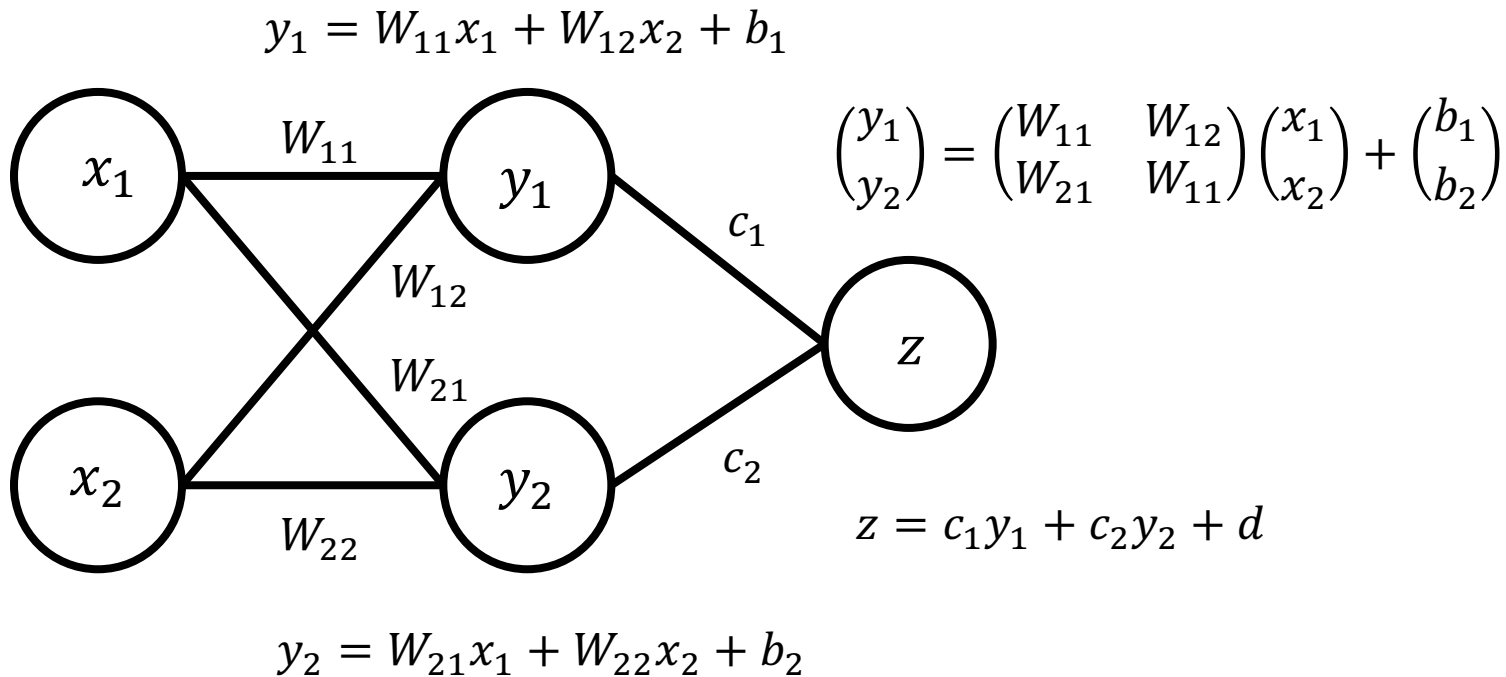 y₁ = W₁₁x₁ + W₁₂x₂ + b₁
x₁
W₁₁
y₁
(y₁ y₂) = (W₁₁ W₁₂ W₂₁ W₁₁)(x₁ x₂) + (b₁ b₂)
c₁
W₁₂
z
W₂₁
x₂
y₂
c₂
W₂₂
z = c₁y₁ + c₂y₂ + d
y₂ = W₂₁x₁ + W₂₂x₂ + b₂